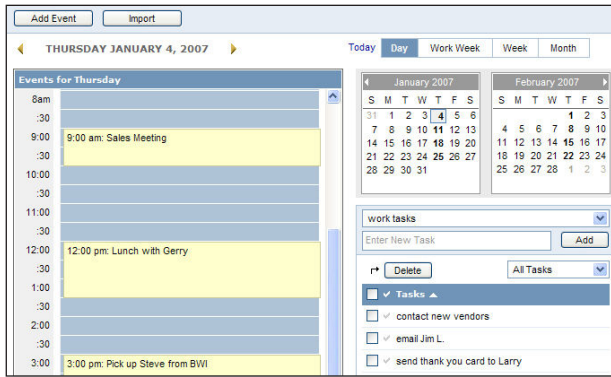 Add Event Import
THURSDAY JANUARY 4, 2007 Today Day Work Week Week Month
Events for Thursday
8am
:30
9:00 9:00 am: Sales Meeting
:30
10:00
:30
11:00
:30
12:00 12:00 pm: Lunch with Gerry
:30
1:00
:30
2:00
:30
3:00 3:00 pm: Pick up Steve from BWI
January 2007
S M T W T F S
31 1 2 3 4 5 6
7 8 9 10 11 12 13
14 15 16 17 18 19 20
21 22 23 24 25 26 27
28 29 30 31
February 2007
S M T W T F S
1 2 3
4 5 6 7 8 9 10
11 12 13 14 15 16 17
18 19 20 21 22 23 24
25 26 27 28 1 2 3
work tasks
Enter New Task Add
Delete All Tasks
Tasks
contact new vendors
email Jim L.
send thank you card to Larry